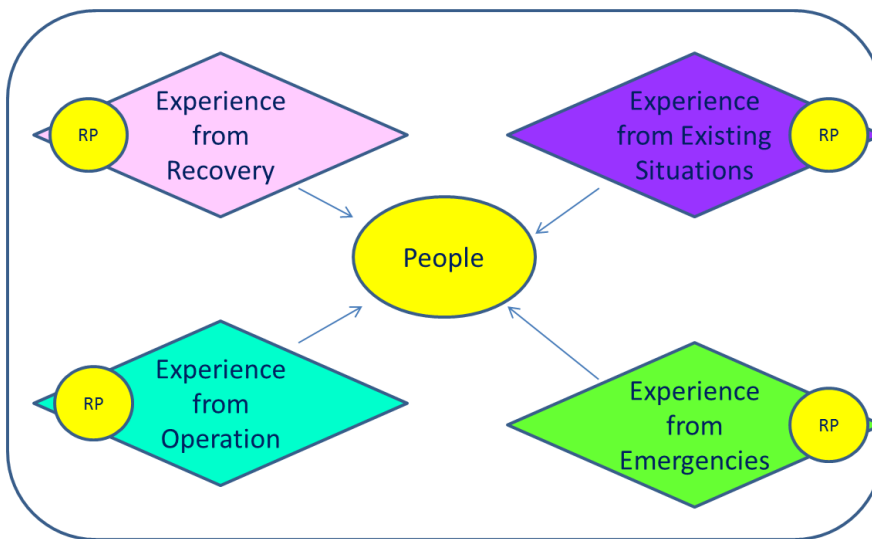 RP
Experience
from
Recovery
Experience
from Existing
Situations
RP
People
RP
Experience
from
Operation
Experience
from
Emergencies
RP